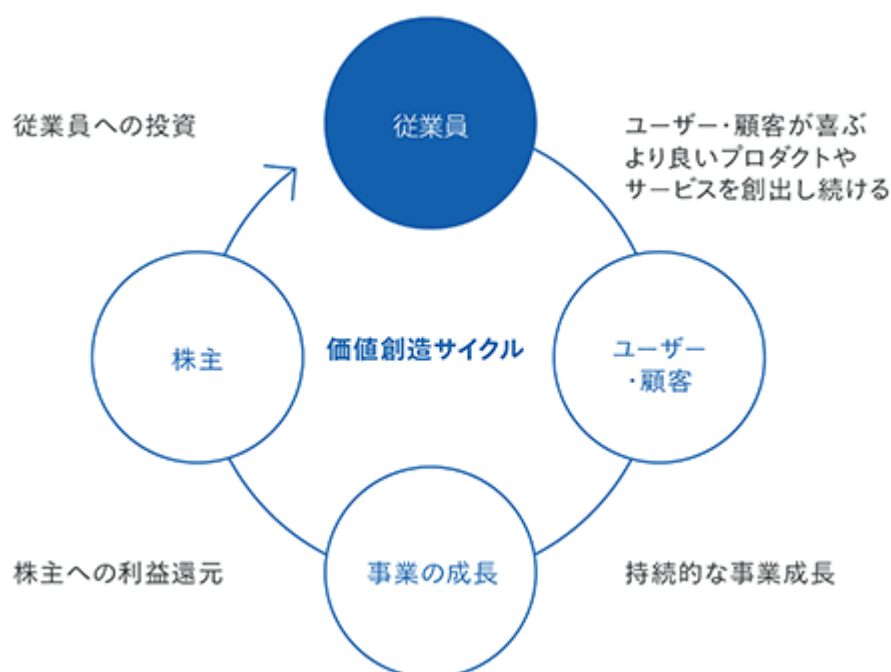 従業員
従業員への投資
ユーザー・顧客が喜ぶ
より良いプロダクトや
サービスを創出し続ける
株主
価値創造サイクル
ユーザー
・顧客
株主への利益還元
事業の成長
持続的な事業成長